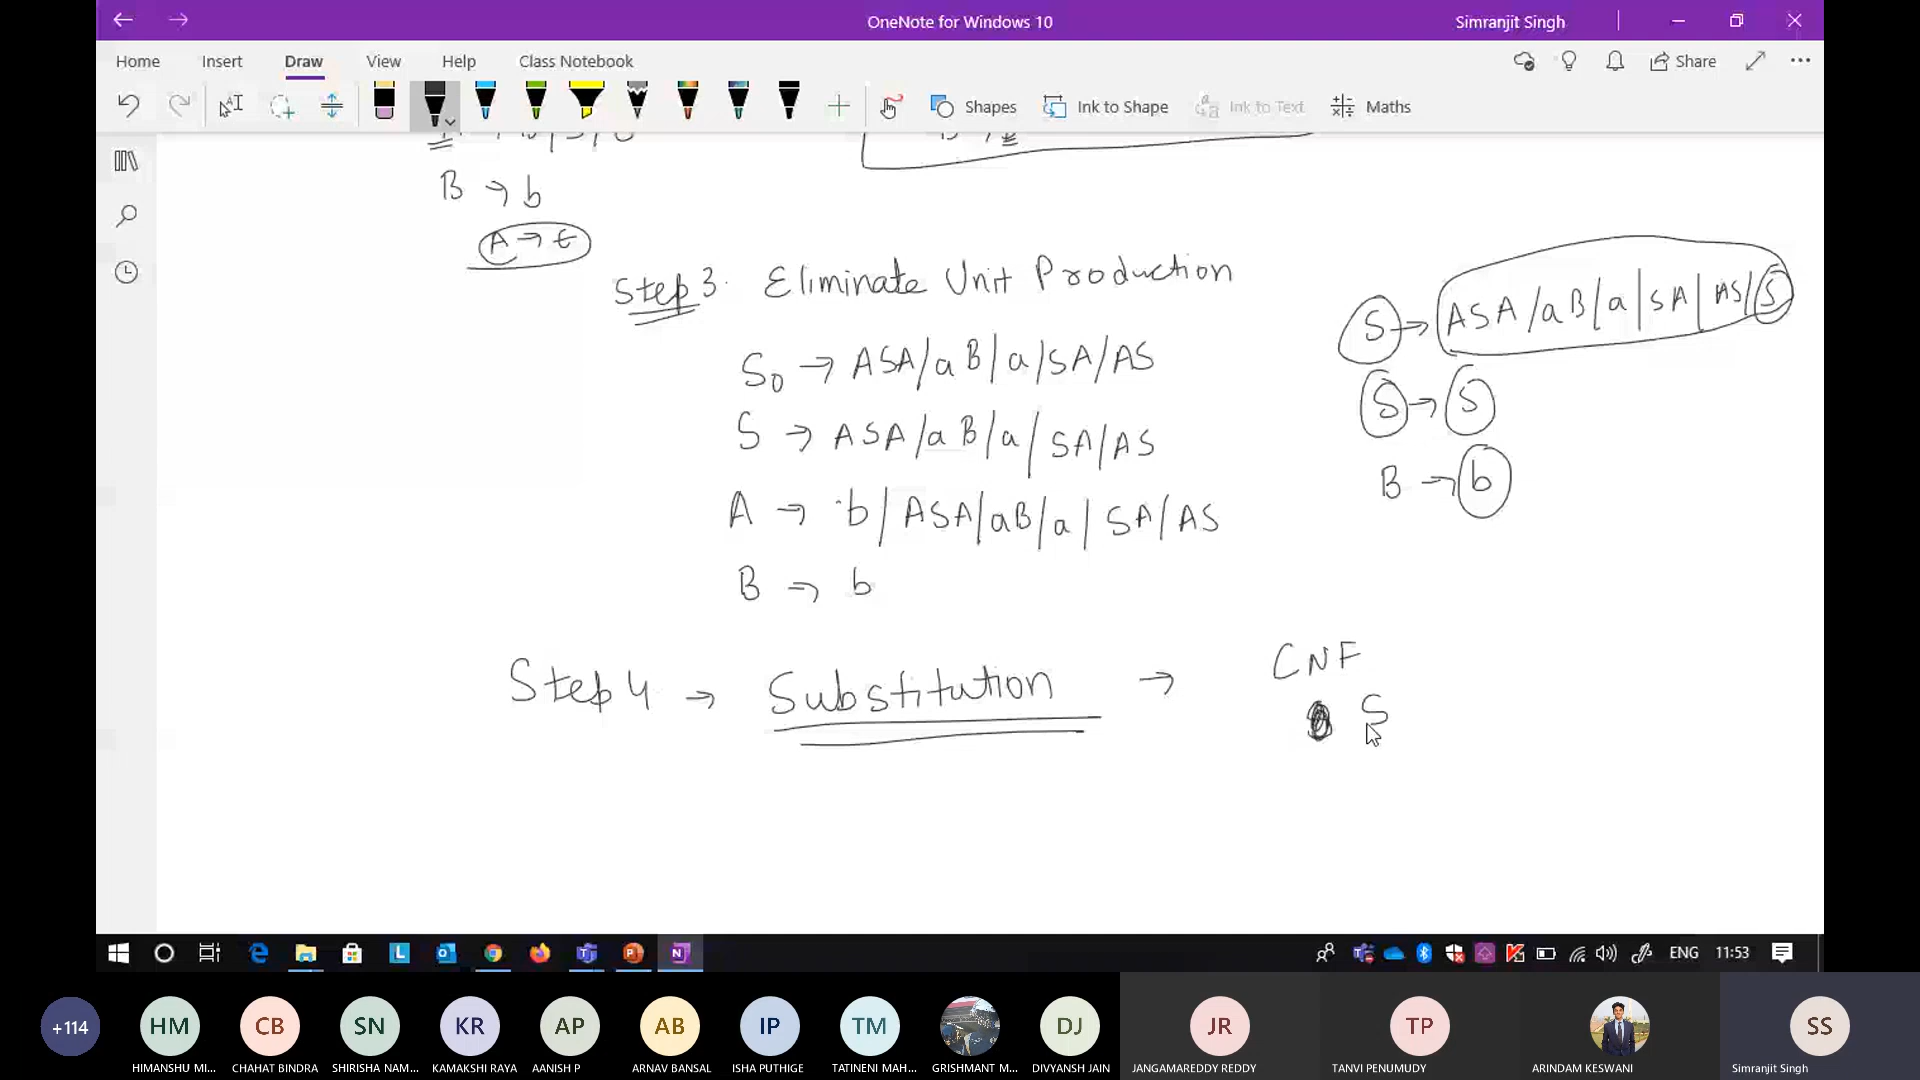 OneNote for Windows 10
Simranjit Singh
Home Insert Draw View Help Class Notebook
Share
Shapes
Ink to Shape
Ink to Text
Maths
B → b
A → ϵ
Step 3. Eliminate Unit Production
S0 → ASA/aB/a/SA/AS
S → ASA/aB/a/SA/AS
A → b/ASA/aB/a/SA/AS
B → b
S → ASA/aB/a/SA/AS/S
S → S
B → b
Step 4 → Substitution → CNF
S
ENG 11:53
+114
HM
CB
SN
KR
AP
AB
IP
TM
DJ
JR
TP
SS
HIMANSHU MI...
CHAHAT BINDRA
SHIRISHA NAM...
KAMAKSHI RAYA
AANISH P
ARNAV BANSAL
ISHA PUTHIGE
TATINENI MAH...
GRISHMANT M...
DIVYANSH JAIN
JANGAMAREDDY REDDY
TANVI PENUMUDY
ARINDAM KESWANI
Simranjit Singh